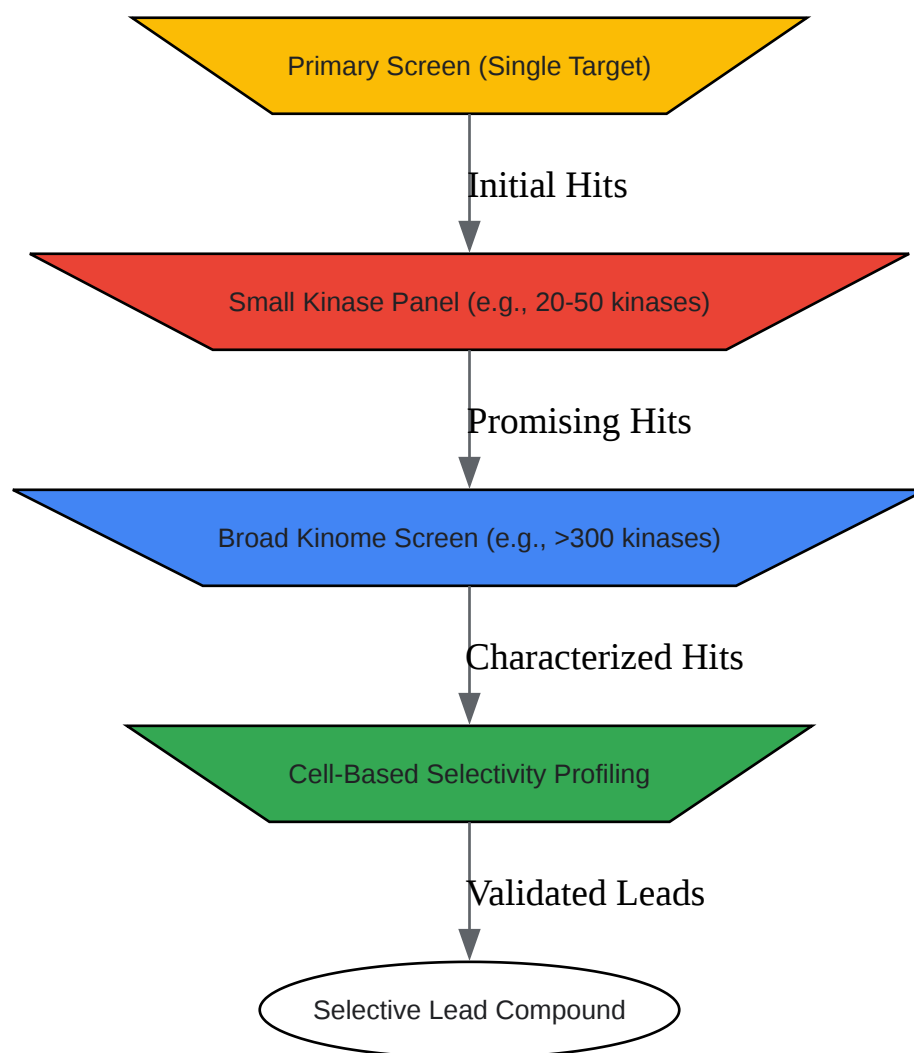 Primary Screen (Single Target)
Initial Hits
Small Kinase Panel (e.g., 20-50 kinases)
Promising Hits
Broad Kinome Screen (e.g., >300 kinases)
Characterized Hits
Cell-Based Selectivity Profiling
Validated Leads
Selective Lead Compound